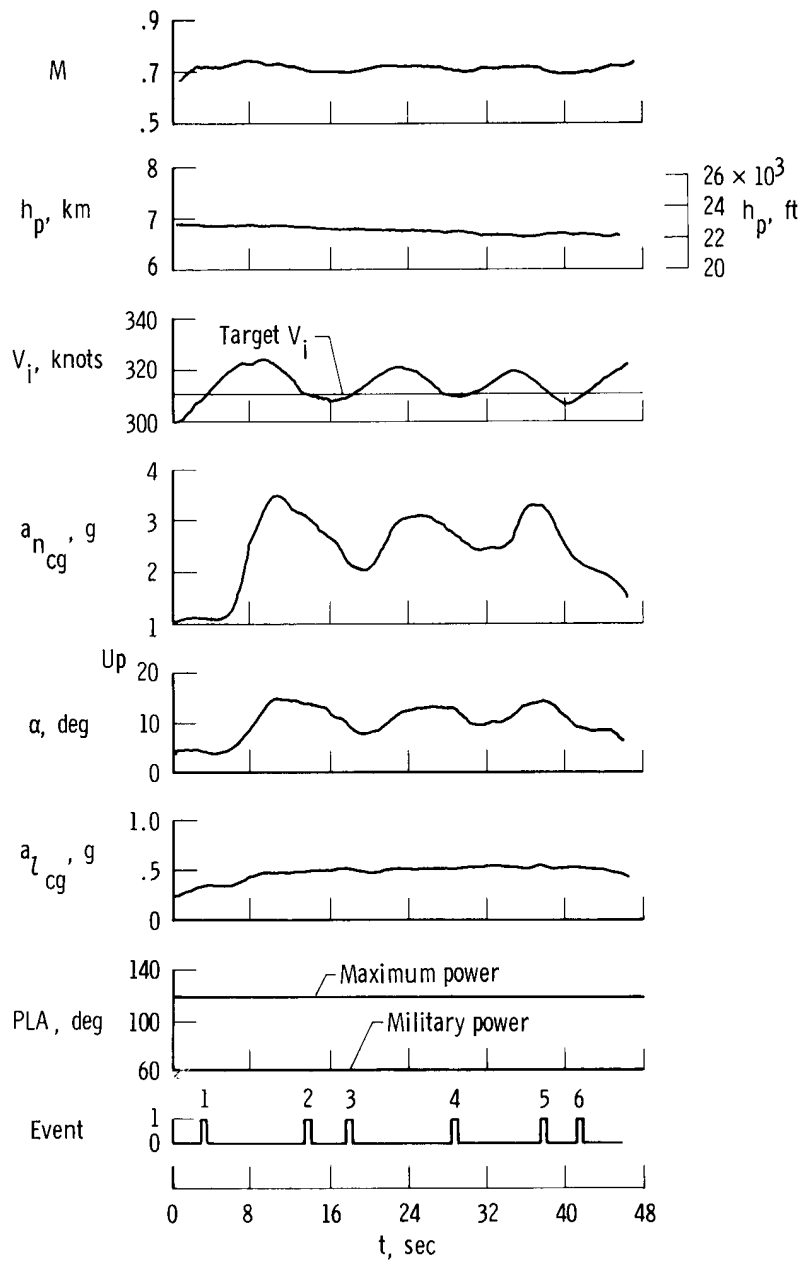 .9
M
.7
.5
8
h_p, km
7
6
26 × 10³
24
h_p, ft
22
20
340
Target V_i
V_i, knots
320
300
4
a_n_cg, g
3
2
1
Up
20
α, deg
10
0
1.0
a_l_cg, g
.5
0
140
Maximum power
PLA, deg
100
Military power
60
1 2 3 4 5 6
Event
1
0
0 8 16 24 32 40 48
t, sec